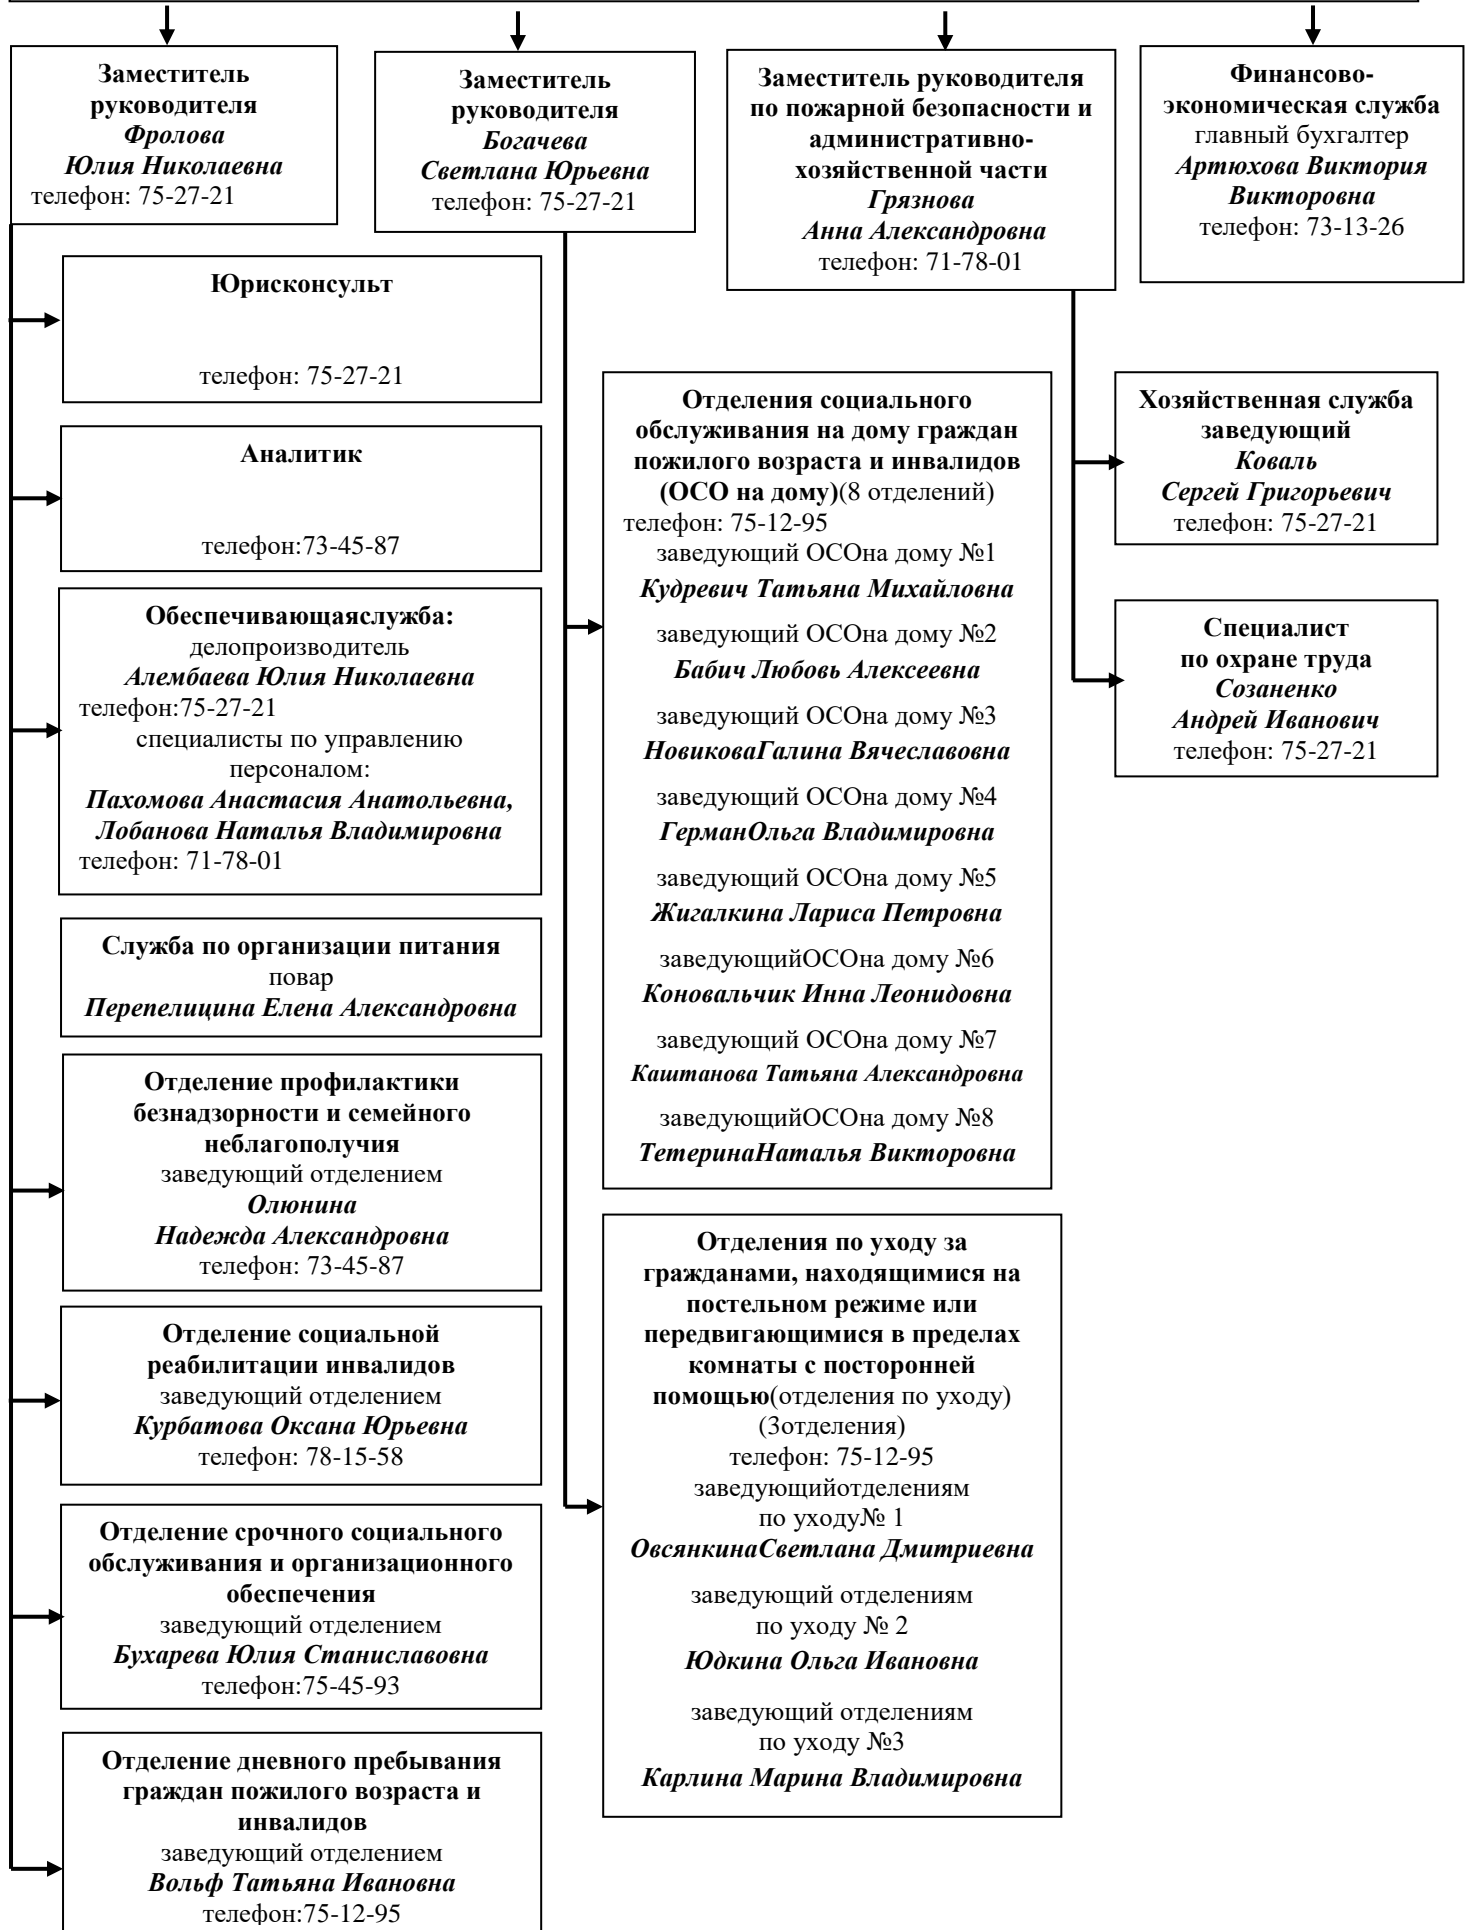 Заместитель
руководителя
Фролова
Юлия Николаевна
телефон: 75-27-21
Заместитель
руководителя
Богачева
Светлана Юрьевна
телефон: 75-27-21
Заместитель руководителя
по пожарной безопасности и
административно-
хозяйственной части
Грязнова
Анна Александровна
телефон: 71-78-01
Финансово-
экономическая служба
главный бухгалтер
Артюхова Виктория
Викторовна
телефон: 73-13-26
Юрисконсульт
телефон: 75-27-21
Аналитик
телефон:73-45-87
Обеспечивающаяслужба:
делопроизводитель
Алембаева Юлия Николаевна
телефон:75-27-21
специалисты по управлению
персоналом:
Пахомова Анастасия Анатольевна,
Лобанова Наталья Владимировна
телефон: 71-78-01
Служба по организации питания
повар
Перепелицина Елена Александровна
Отделение профилактики
безнадзорности и семейного
неблагополучия
заведующий отделением
Олюнина
Надежда Александровна
телефон: 73-45-87
Отделение социальной
реабилитации инвалидов
заведующий отделением
Курбатова Оксана Юрьевна
телефон: 78-15-58
Отделение срочного социального
обслуживания и организационного
обеспечения
заведующий отделением
Бухарева Юлия Станиславовна
телефон:75-45-93
Отделение дневного пребывания
граждан пожилого возраста и
инвалидов
заведующий отделением
Вольф Татьяна Ивановна
телефон:75-12-95
Отделения социального
обслуживания на дому граждан
пожилого возраста и инвалидов
(ОСО на дому)(8 отделений)
телефон: 75-12-95
заведующий ОСОна дому №1
Кудревич Татьяна Михайловна
заведующий ОСОна дому №2
Бабич Любовь Алексеевна
заведующий ОСОна дому №3
НовиковаГалина Вячеславовна
заведующий ОСОна дому №4
ГерманОльга Владимировна
заведующий ОСОна дому №5
Жигалкина Лариса Петровна
заведующийОСОна дому №6
Коновальчик Инна Леонидовна
заведующий ОСОна дому №7
Каштанова Татьяна Александровна
заведующийОСОна дому №8
ТетеринаНаталья Викторовна
Отделения по уходу за
гражданами, находящимися на
постельном режиме или
передвигающимися в пределах
комнаты с посторонней
помощью(отделения по уходу)
(3отделения)
телефон: 75-12-95
заведующийотделениям
по уходу№ 1
ОвсянкинаСветлана Дмитриевна
заведующий отделениям
по уходу № 2
Юдкина Ольга Ивановна
заведующий отделениям
по уходу №3
Карлина Марина Владимировна
Хозяйственная служба
заведующий
Коваль
Сергей Григорьевич
телефон: 75-27-21
Специалист
по охране труда
Созаненко
Андрей Иванович
телефон: 75-27-21